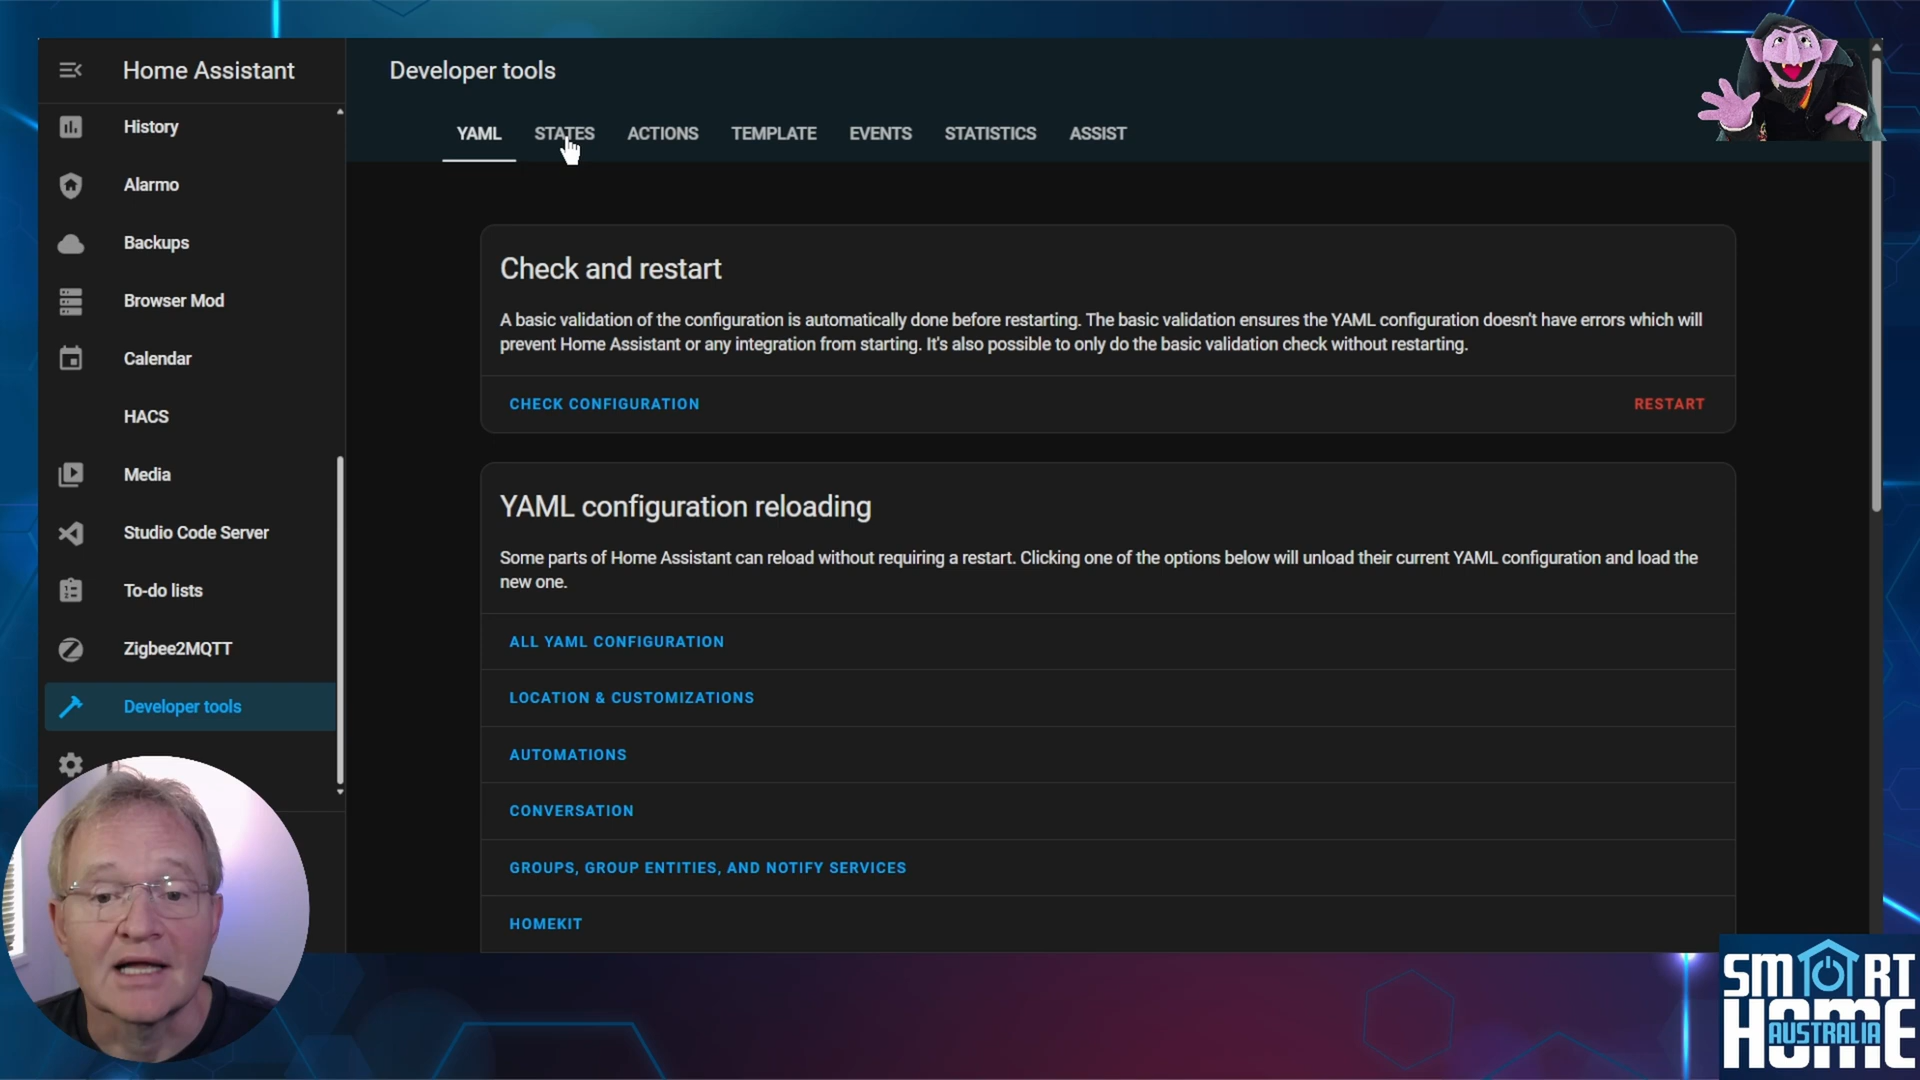 Home Assistant
Developer tools
History
Alarmo
Backups
Browser Mod
Calendar
HACS
Media
Studio Code Server
To-do lists
Zigbee2MQTT
Developer tools
YAML STATES ACTIONS TEMPLATE EVENTS STATISTICS ASSIST
Check and restart
A basic validation of the configuration is automatically done before restarting. The basic validation ensures the YAML configuration doesn't have errors which will
prevent Home Assistant or any integration from starting. It's also possible to only do the basic validation check without restarting.
CHECK CONFIGURATION RESTART
YAML configuration reloading
Some parts of Home Assistant can reload without requiring a restart. Clicking one of the options below will unload their current YAML configuration and load the
new one.
ALL YAML CONFIGURATION
LOCATION & CUSTOMIZATIONS
AUTOMATIONS
CONVERSATION
GROUPS, GROUP ENTITIES, AND NOTIFY SERVICES
HOMEKIT
SMART
HOME
AUSTRALIA